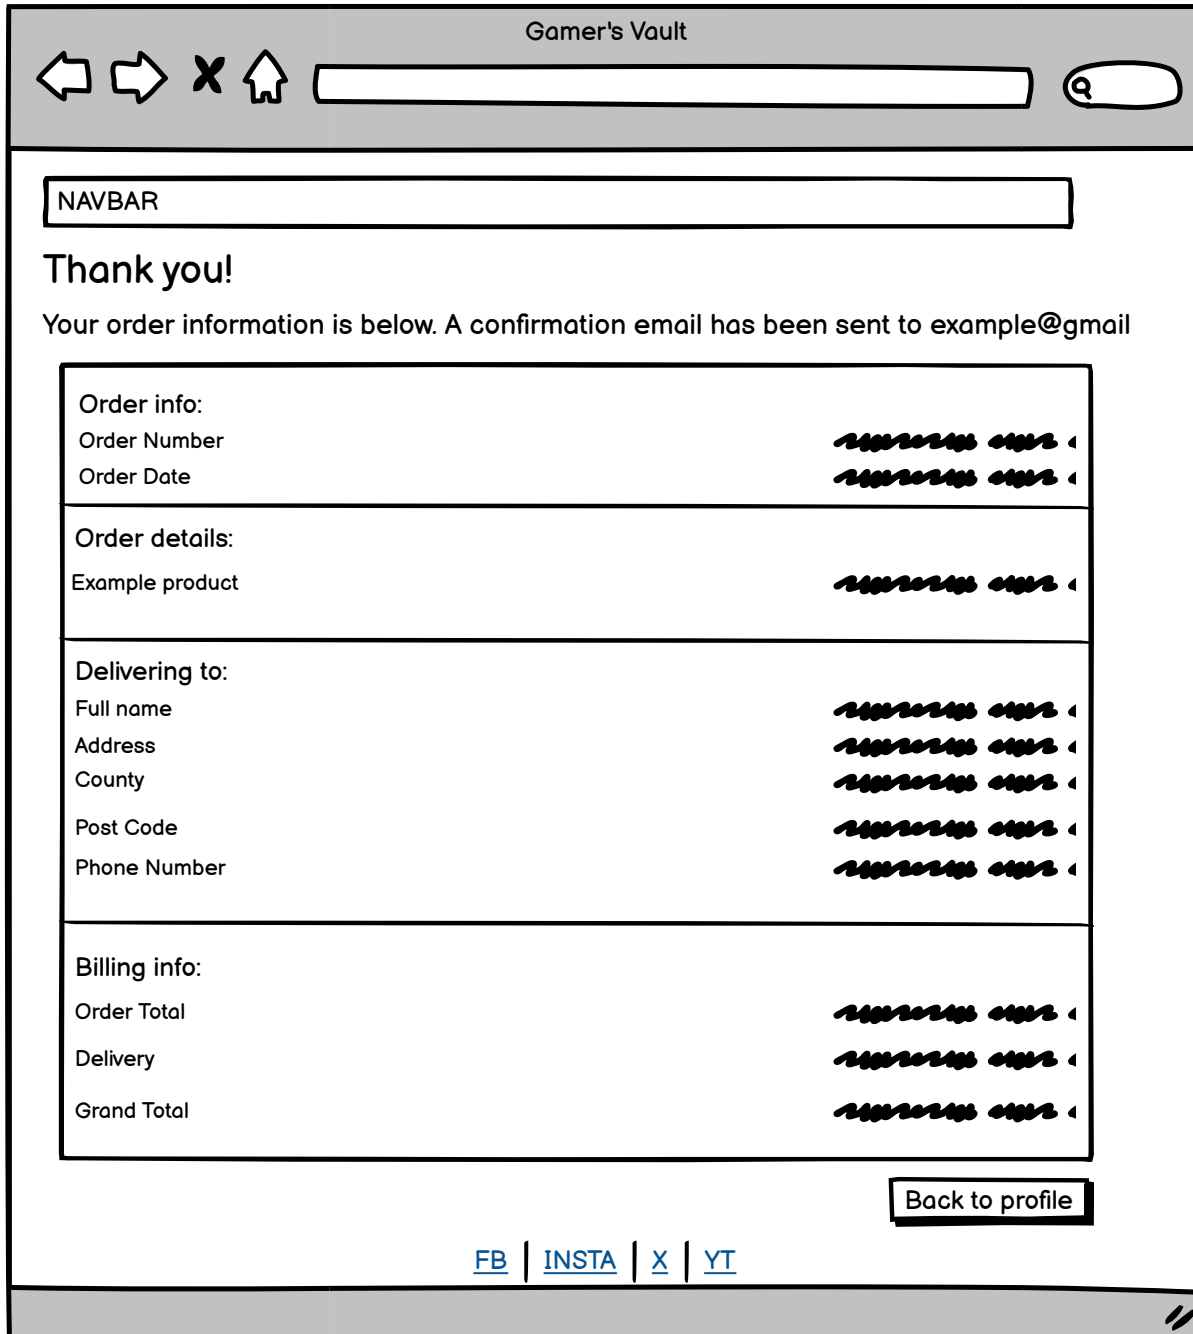 Gamer's Vault
NAVBAR
Thank you!
Your order information is below. A confirmation email has been sent to example@gmail
Order info:
Order Number
Order Date
Order details:
Example product
Delivering to:
Full name
Address
County
Post Code
Phone Number
Billing info:
Order Total
Delivery
Grand Total
Back to profile
FB | INSTA | X | YT